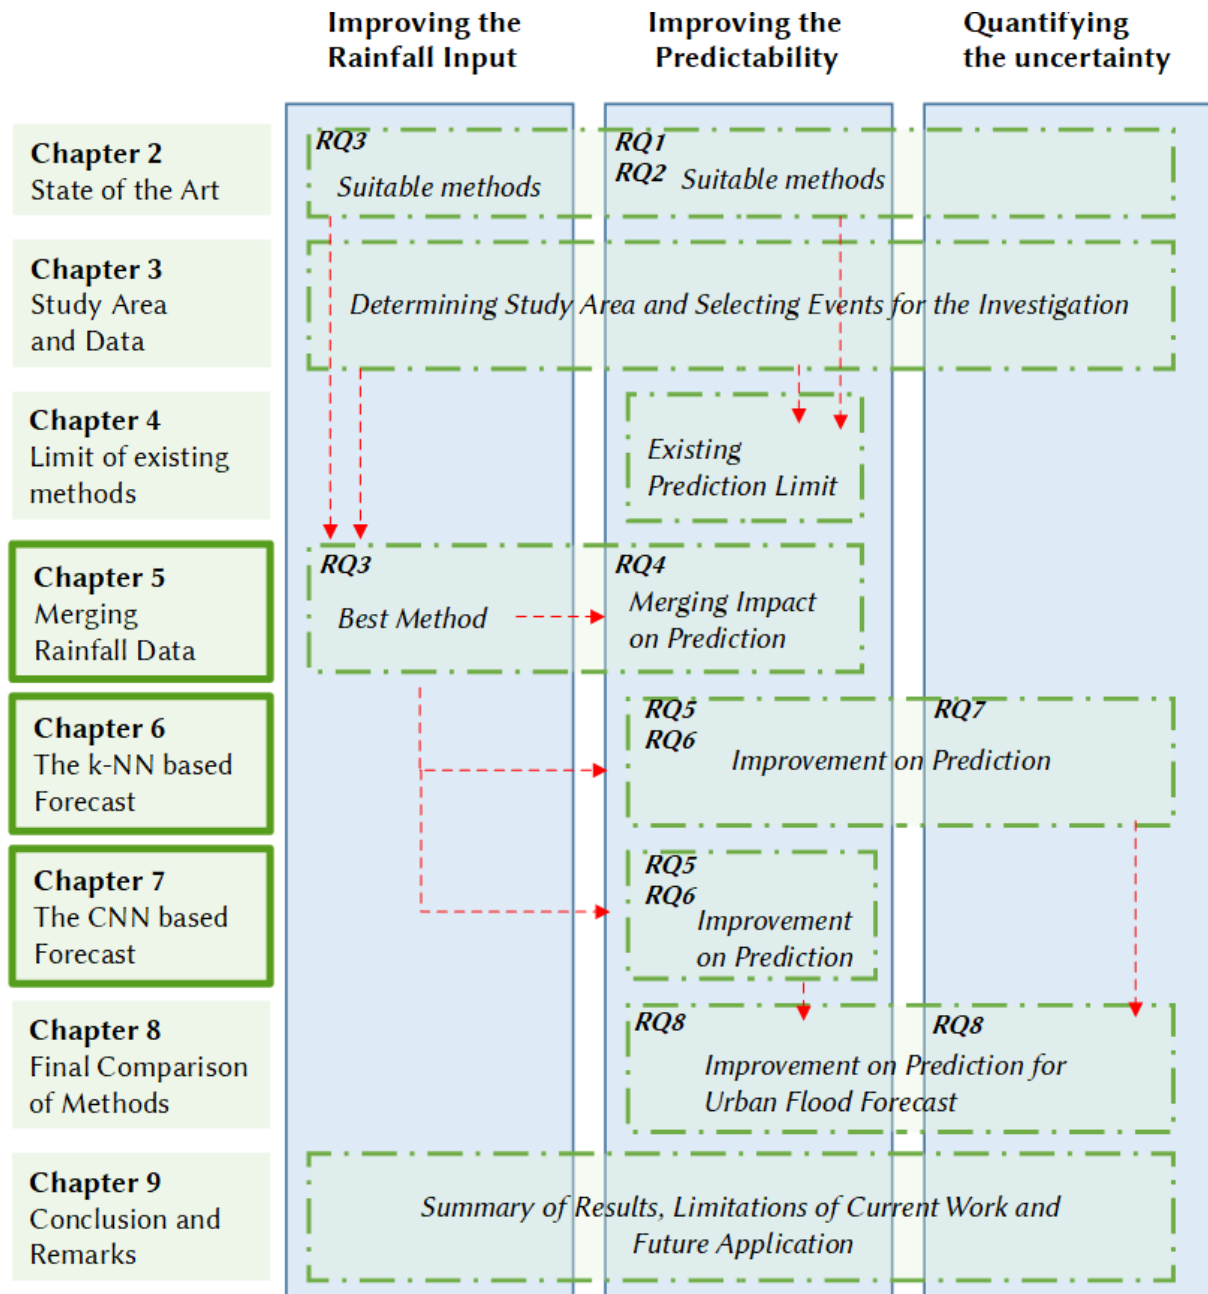 Improving the
Rainfall Input
Improving the
Predictability
Quantifying
the uncertainty
Chapter 2
State of the Art
RQ3
Suitable methods
RQ1
RQ2
Suitable methods
Chapter 3
Study Area
and Data
Determining Study Area and Selecting Events for the Investigation
Chapter 4
Limit of existing
methods
Existing
Prediction Limit
Chapter 5
Merging
Rainfall Data
RQ3
Best Method
RQ4
Merging Impact
on Prediction
Chapter 6
The k-NN based
Forecast
RQ5
RQ6
RQ7
Improvement on Prediction
Chapter 7
The CNN based
Forecast
RQ5
RQ6
Improvement
on Prediction
Chapter 8
Final Comparison
of Methods
RQ8
RQ8
Improvement on Prediction for
Urban Flood Forecast
Chapter 9
Conclusion and
Remarks
Summary of Results, Limitations of Current Work and
Future Application